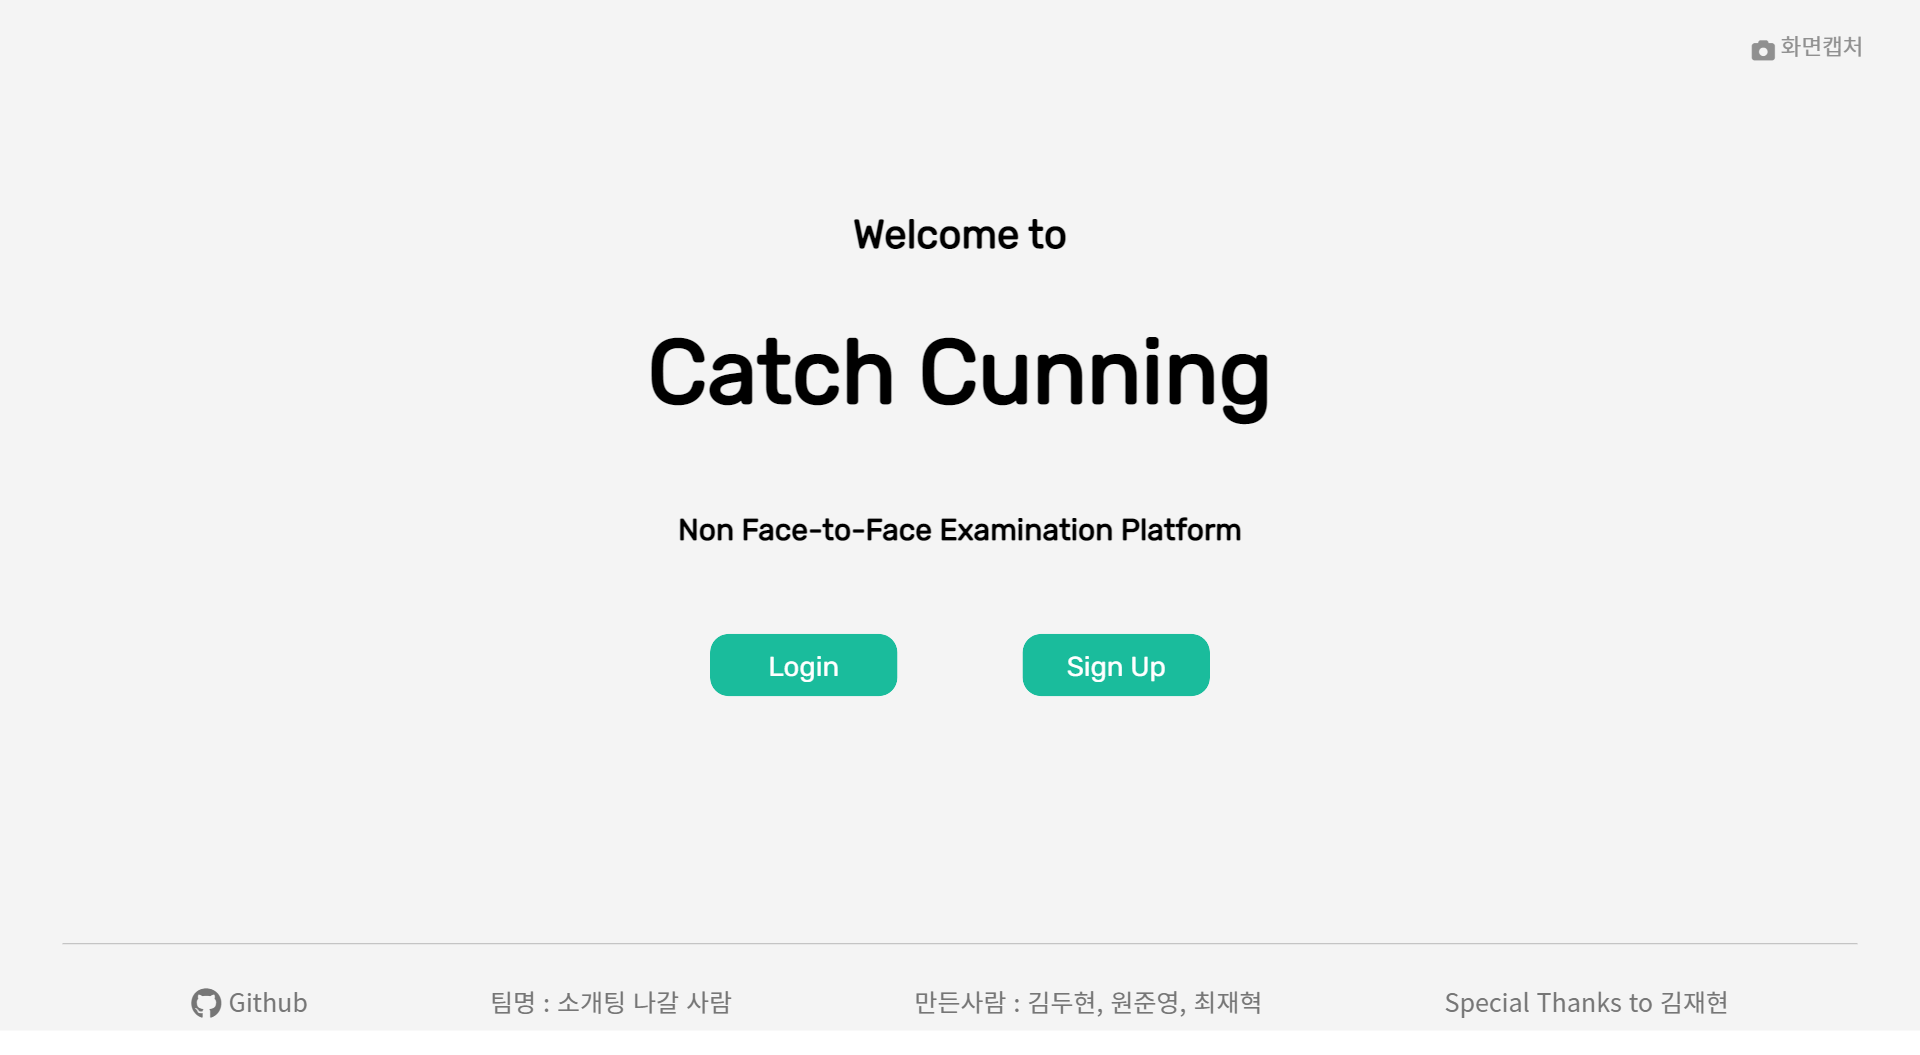 화면캡처
Welcome to
Catch Cunning
Non Face-to-Face Examination Platform
Login
Sign Up
Github
팀명 : 소개팅 나갈 사람
만든사람 : 김두현, 원준영, 최재혁
Special Thanks to 김재현